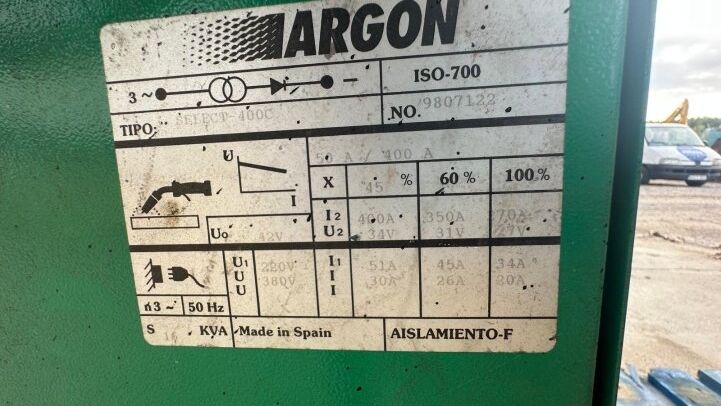 ARGON
3 ~ — ISO-700
TIPO: SELECT-400C NO. 9807122
U I 50 A / 400 A
X 45 % 60 % 100 %
I2 400A 350A 70A
U0 42V U2 34V 31V 7V
U1 220V I1 51A 45A 34A
U 380V I 30A 26A 20A
U I
3 ~ 50 Hz
S KVA Made in Spain AISLAMIENTO-F